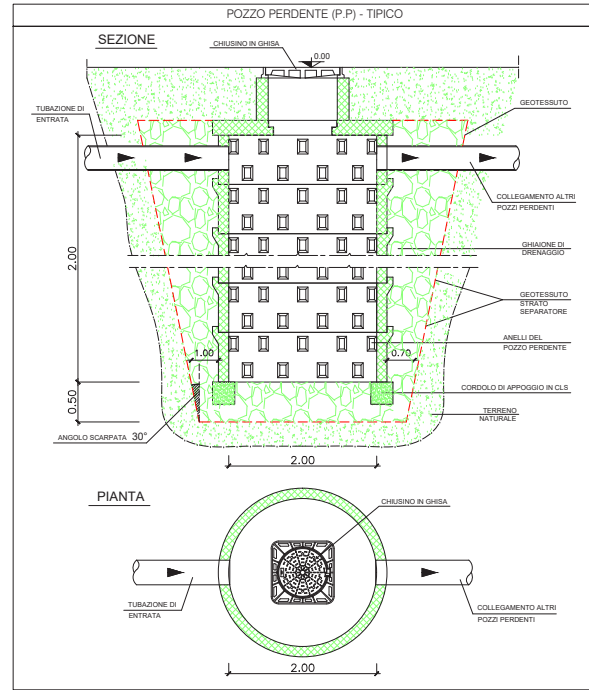 POZZO PERDENTE (P.P) - TIPICO
SEZIONE
CHIUSINO IN GHISA
0.00
TUBAZIONE DI
ENTRATA
GEOTESSUTO
COLLEGAMENTO ALTRI
POZZI PERDENTI
2.00
GHIAIONE DI
DRENAGGIO
GEOTESSUTO
STRATO
SEPARATORE
ANELLI DEL
POZZO PERDENTE
1.00
0.70
CORDOLO DI APPOGGIO IN CLS
0.50
TERRENO
NATURALE
ANGOLO SCARPATA 30°
2.00
PIANTA
CHIUSINO IN GHISA
TUBAZIONE DI
ENTRATA
COLLEGAMENTO ALTRI
POZZI PERDENTI
2.00